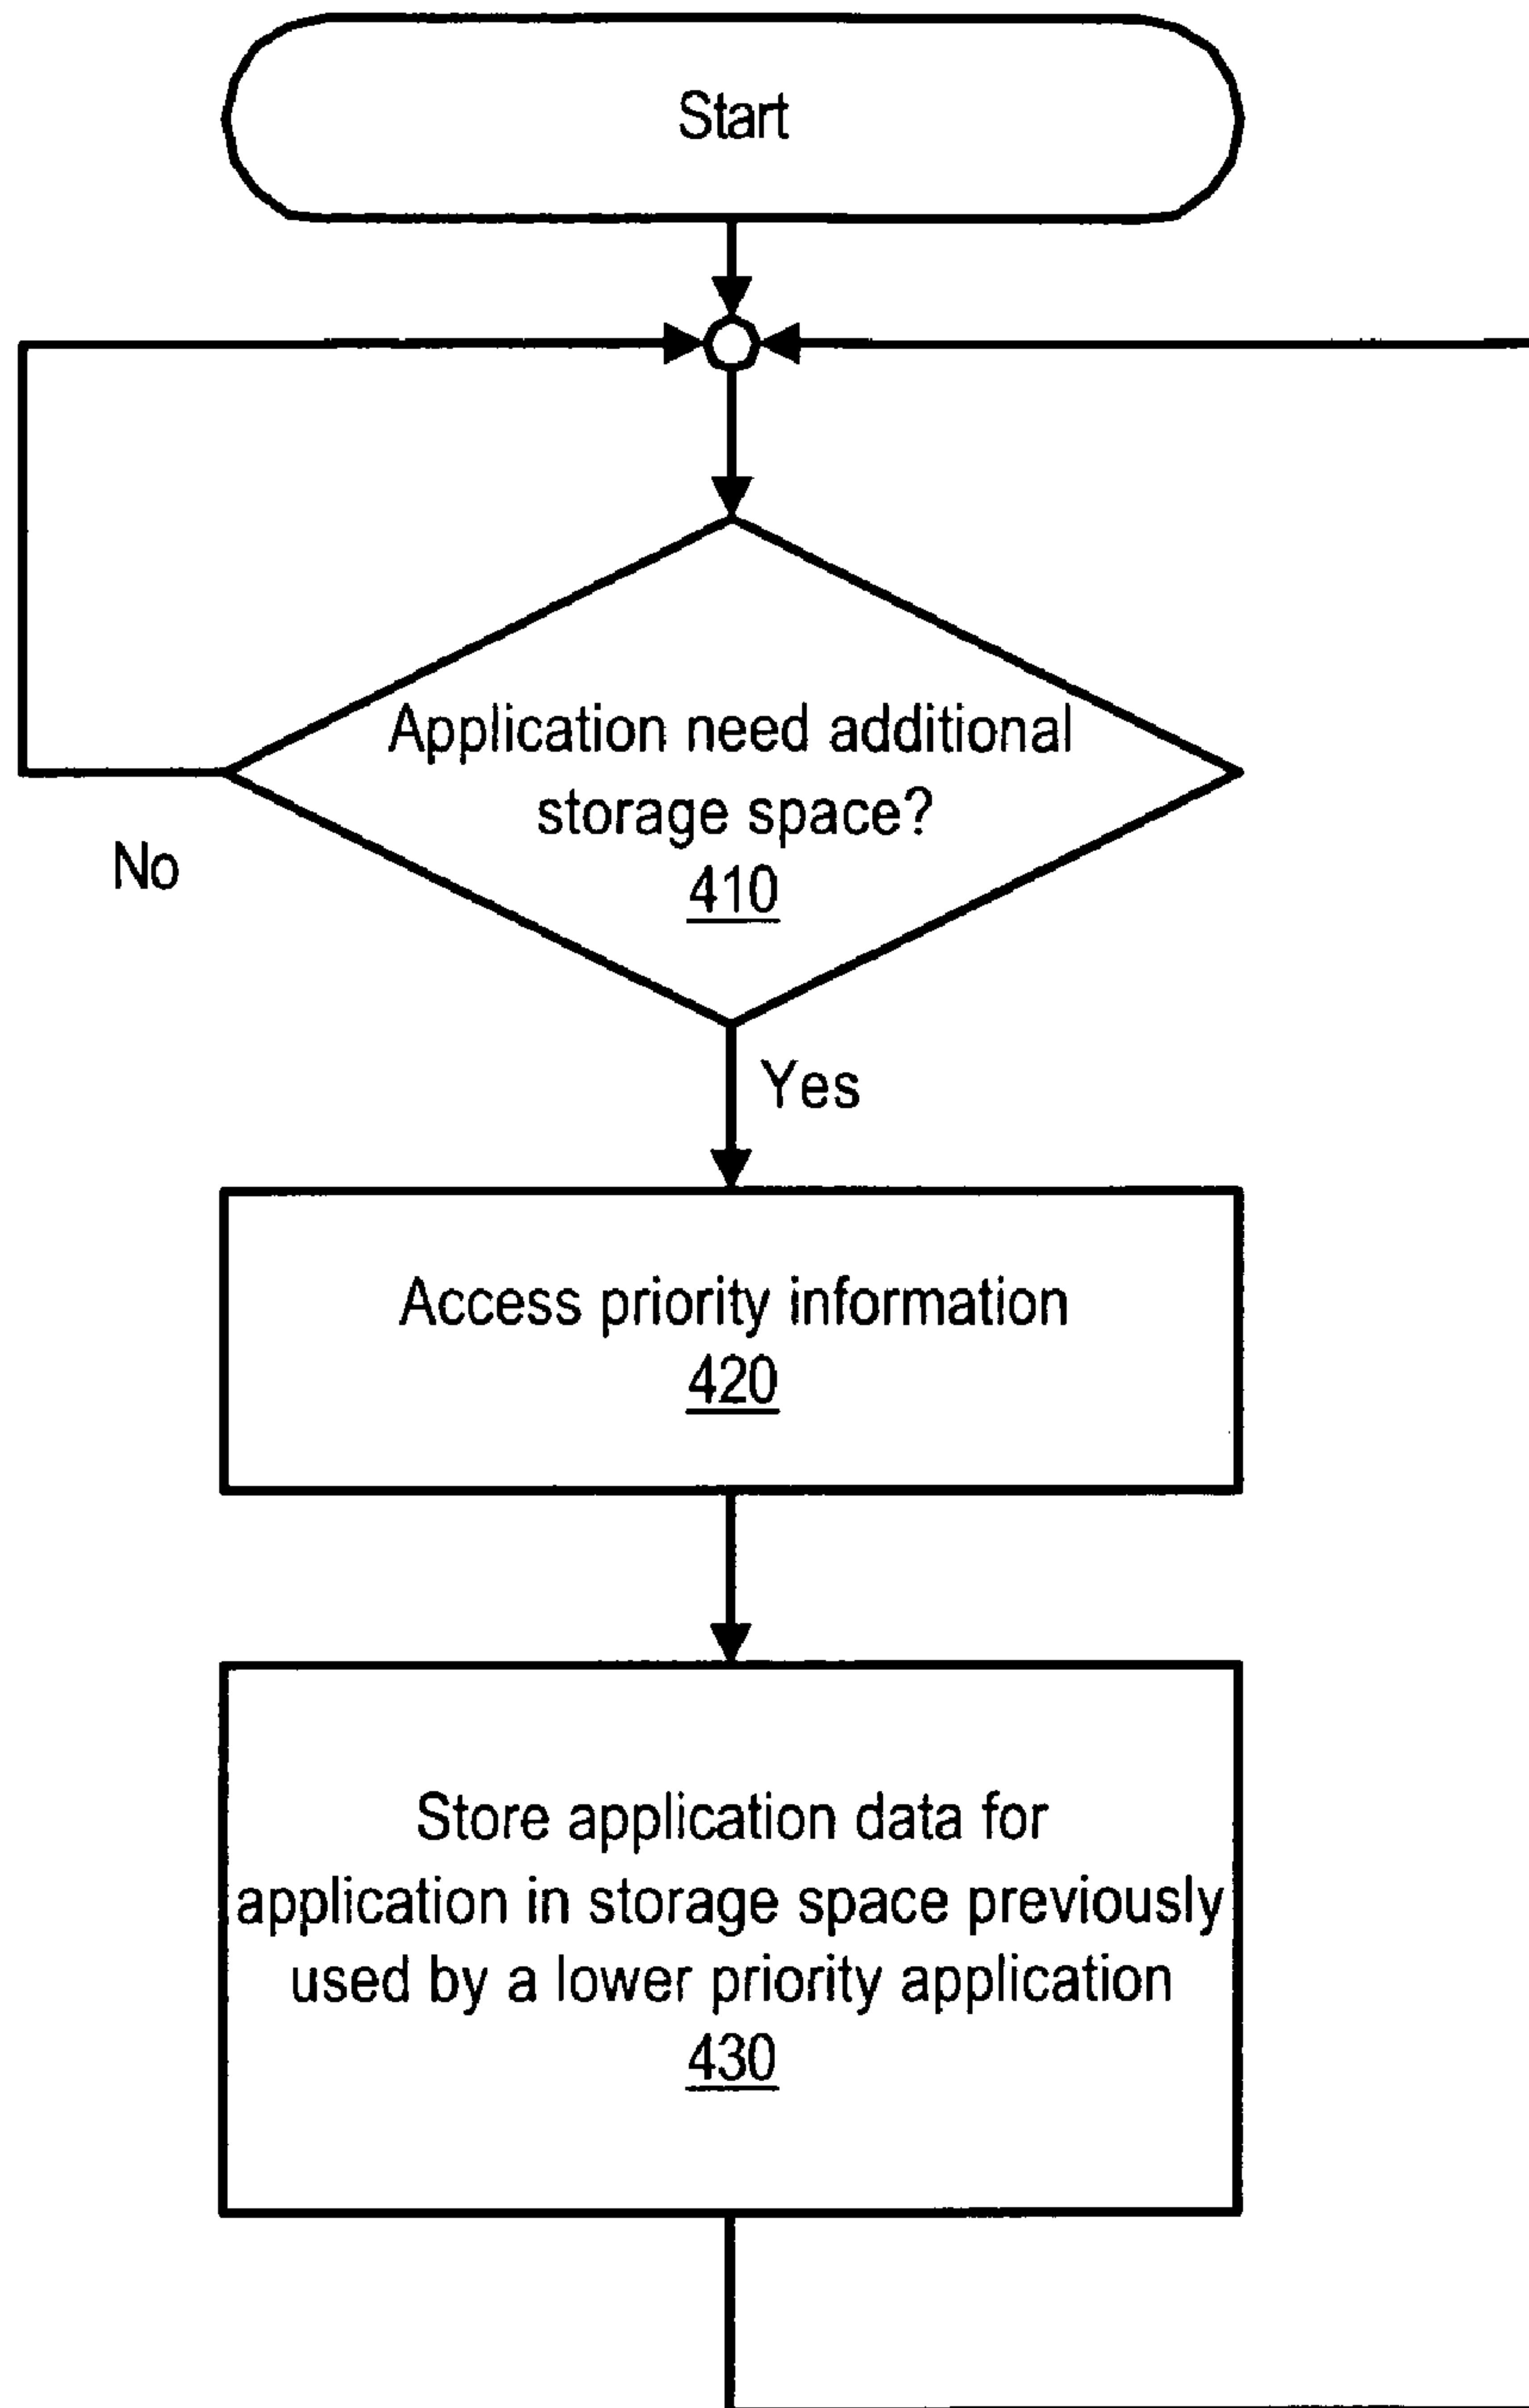 Start
Application need additional
storage space?
410
No
Yes
Access priority information
420
Store application data for
application in storage space previously
used by a lower priority application
430